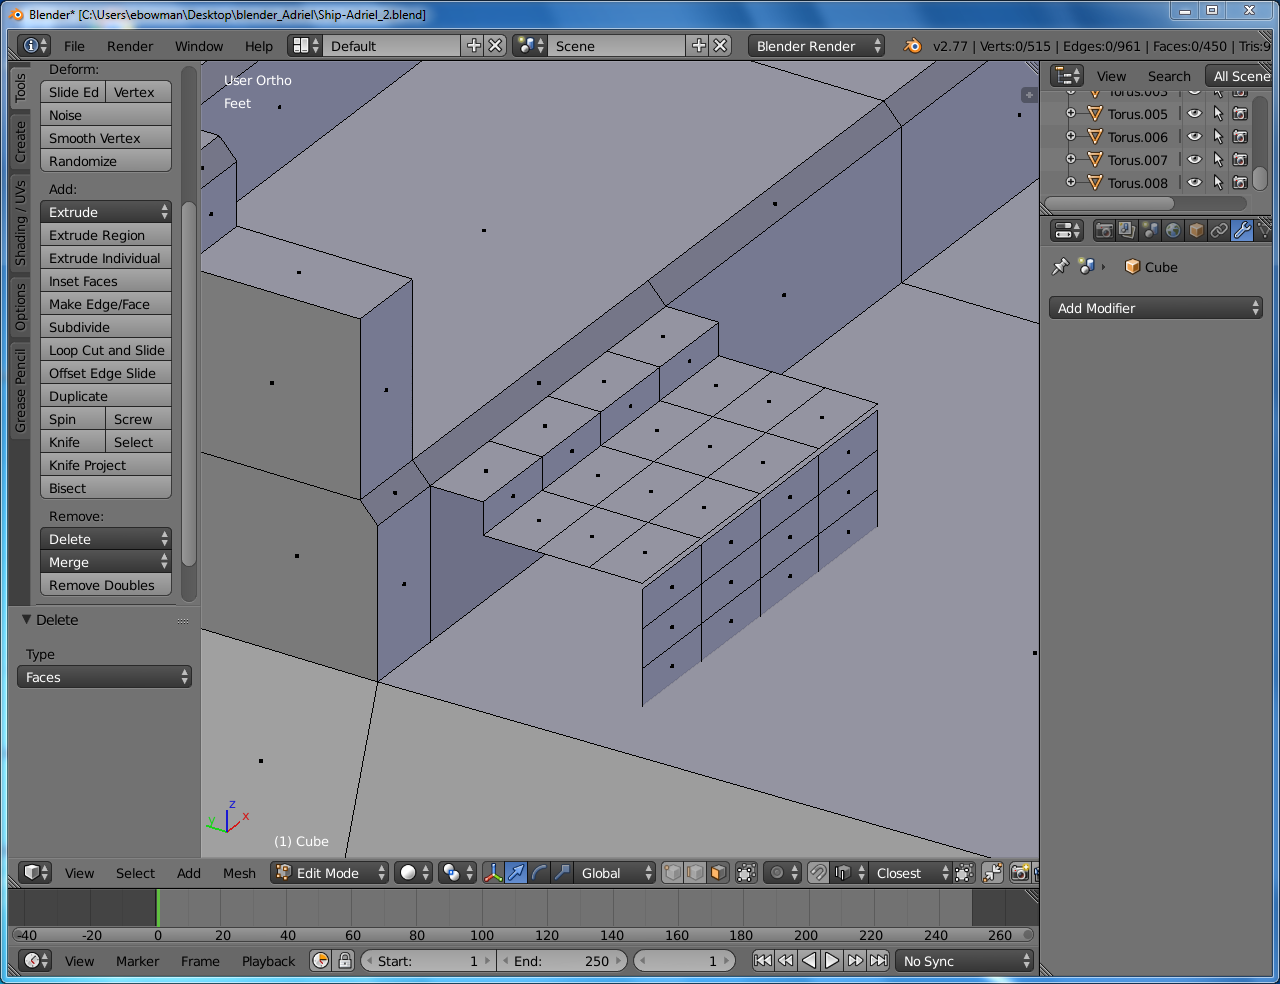 Blender* [C:\Users\ebowman\Desktop\blender_Adriel\Ship-Adriel_2.blend]
File Render Window Help Default Scene Blender Render v2.77 | Verts:0/515 | Edges:0/961 | Faces:0/450 | Tris:9
Tools
Create
Shading / UVs
Options
Grease Pencil
Deform:
Slide Ed Vertex
Noise
Smooth Vertex
Randomize
Add:
Extrude
Extrude Region
Extrude Individual
Inset Faces
Make Edge/Face
Subdivide
Loop Cut and Slide
Offset Edge Slide
Duplicate
Spin Screw
Knife Select
Knife Project
Bisect
Remove:
Delete
Merge
Remove Doubles
Delete
Type
Faces
User Ortho
Feet
z
y x
(1) Cube
View Search All Scene
Torus.003
Torus.005
Torus.006
Torus.007
Torus.008
Cube
Add Modifier
View Select Add Mesh Edit Mode Global Closest
-40 -20 0 20 40 60 80 100 120 140 160 180 200 220 240 260
View Marker Frame Playback Start: 1 End: 250 1 No Sync